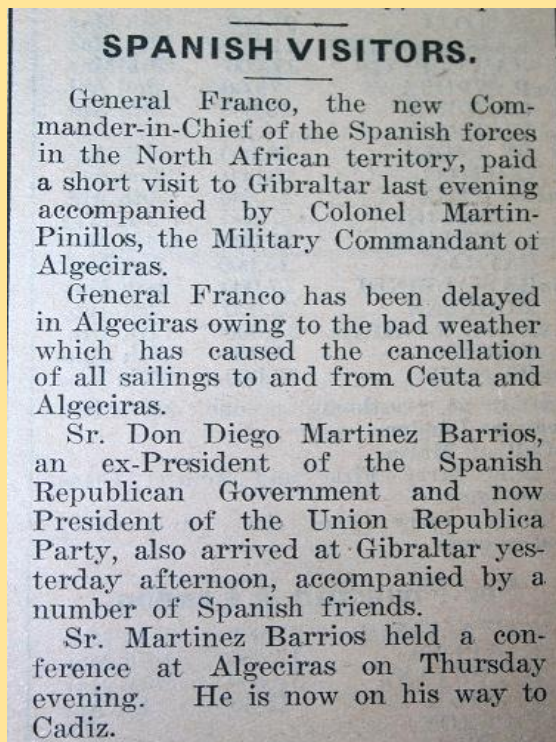 SPANISH VISITORS.
General Franco, the new Com-
mander-in-Chief of the Spanish forces
in the North African territory, paid
a short visit to Gibraltar last evening
accompanied by Colonel Martin-
Pinillos, the Military Commandant of
Algeciras.
General Franco has been delayed
in Algeciras owing to the bad weather
which has caused the cancellation
of all sailings to and from Ceuta and
Algeciras.
Sr. Don Diego Martinez Barrios,
an ex-President of the Spanish
Republican Government and now
President of the Union Republica
Party, also arrived at Gibraltar yes-
terday afternoon, accompanied by a
number of Spanish friends.
Sr. Martinez Barrios held a con-
ference at Algeciras on Thursday
evening. He is now on his way to
Cadiz.